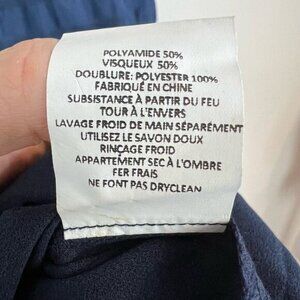 POLYAMIDE 50%
VISQUEUX 50%
DOUBLURE: POLYESTER 100%
FABRIQUÉ EN CHINE
SUBSISTANCE À PARTIR DU FEU
TOUR À L'ENVERS
LAVAGE FROID DE MAIN SÉPARÉMENT
UTILISEZ LE SAVON DOUX
RINÇAGE FROID
APPARTEMENT SEC À L'OMBRE
FER FRAIS
NE FONT PAS DRYCLEAN